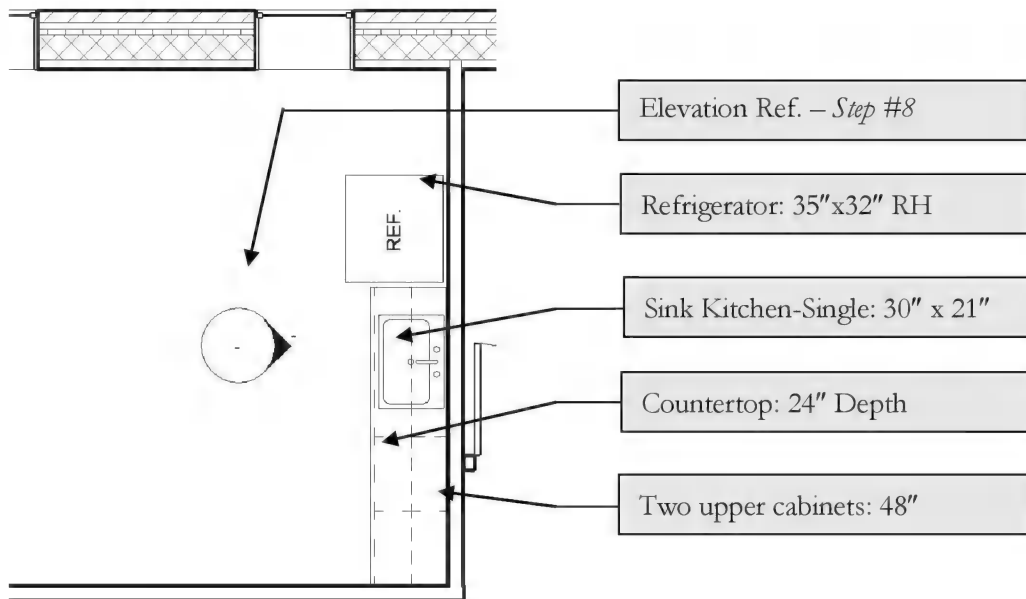 Elevation Ref. – Step #8
Refrigerator: 35"x32" RH
REF.
Sink Kitchen-Single: 30" x 21"
Countertop: 24" Depth
Two upper cabinets: 48"